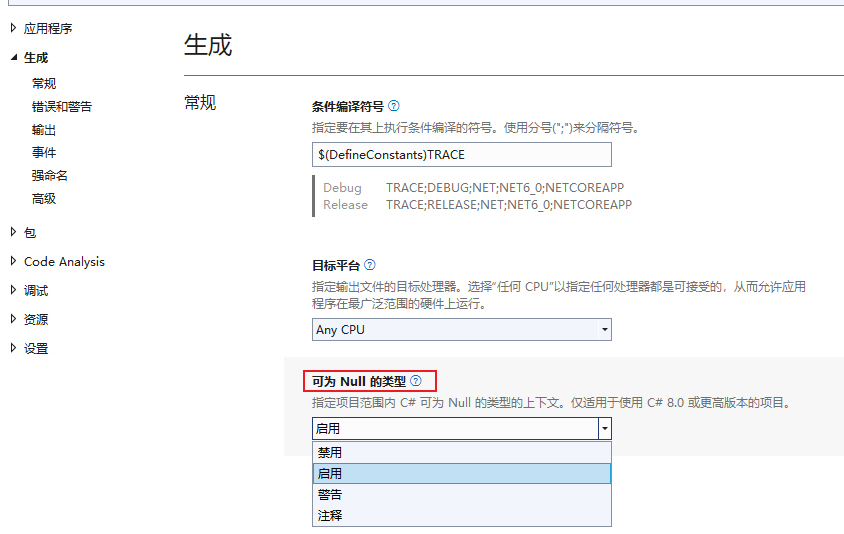 应用程序
生成
常规
错误和警告
输出
事件
强命名
高级
包
Code Analysis
调试
资源
设置
生成
常规
条件编译符号
指定要在其上执行条件编译的符号。使用分号(";")来分隔符号。
$(DefineConstants)TRACE
Debug TRACE;DEBUG;NET;NET6_0;NETCOREAPP
Release TRACE;RELEASE;NET;NET6_0;NETCOREAPP
目标平台
指定输出文件的目标处理器。选择“任何 CPU”以指定任何处理器都是可接受的，从而允许应用
程序在最广泛范围的硬件上运行。
Any CPU
可为 Null 的类型
指定项目范围内 C# 可为 Null 的类型的上下文。仅适用于使用 C# 8.0 或更高版本的项目。
启用
禁用
启用
警告
注释